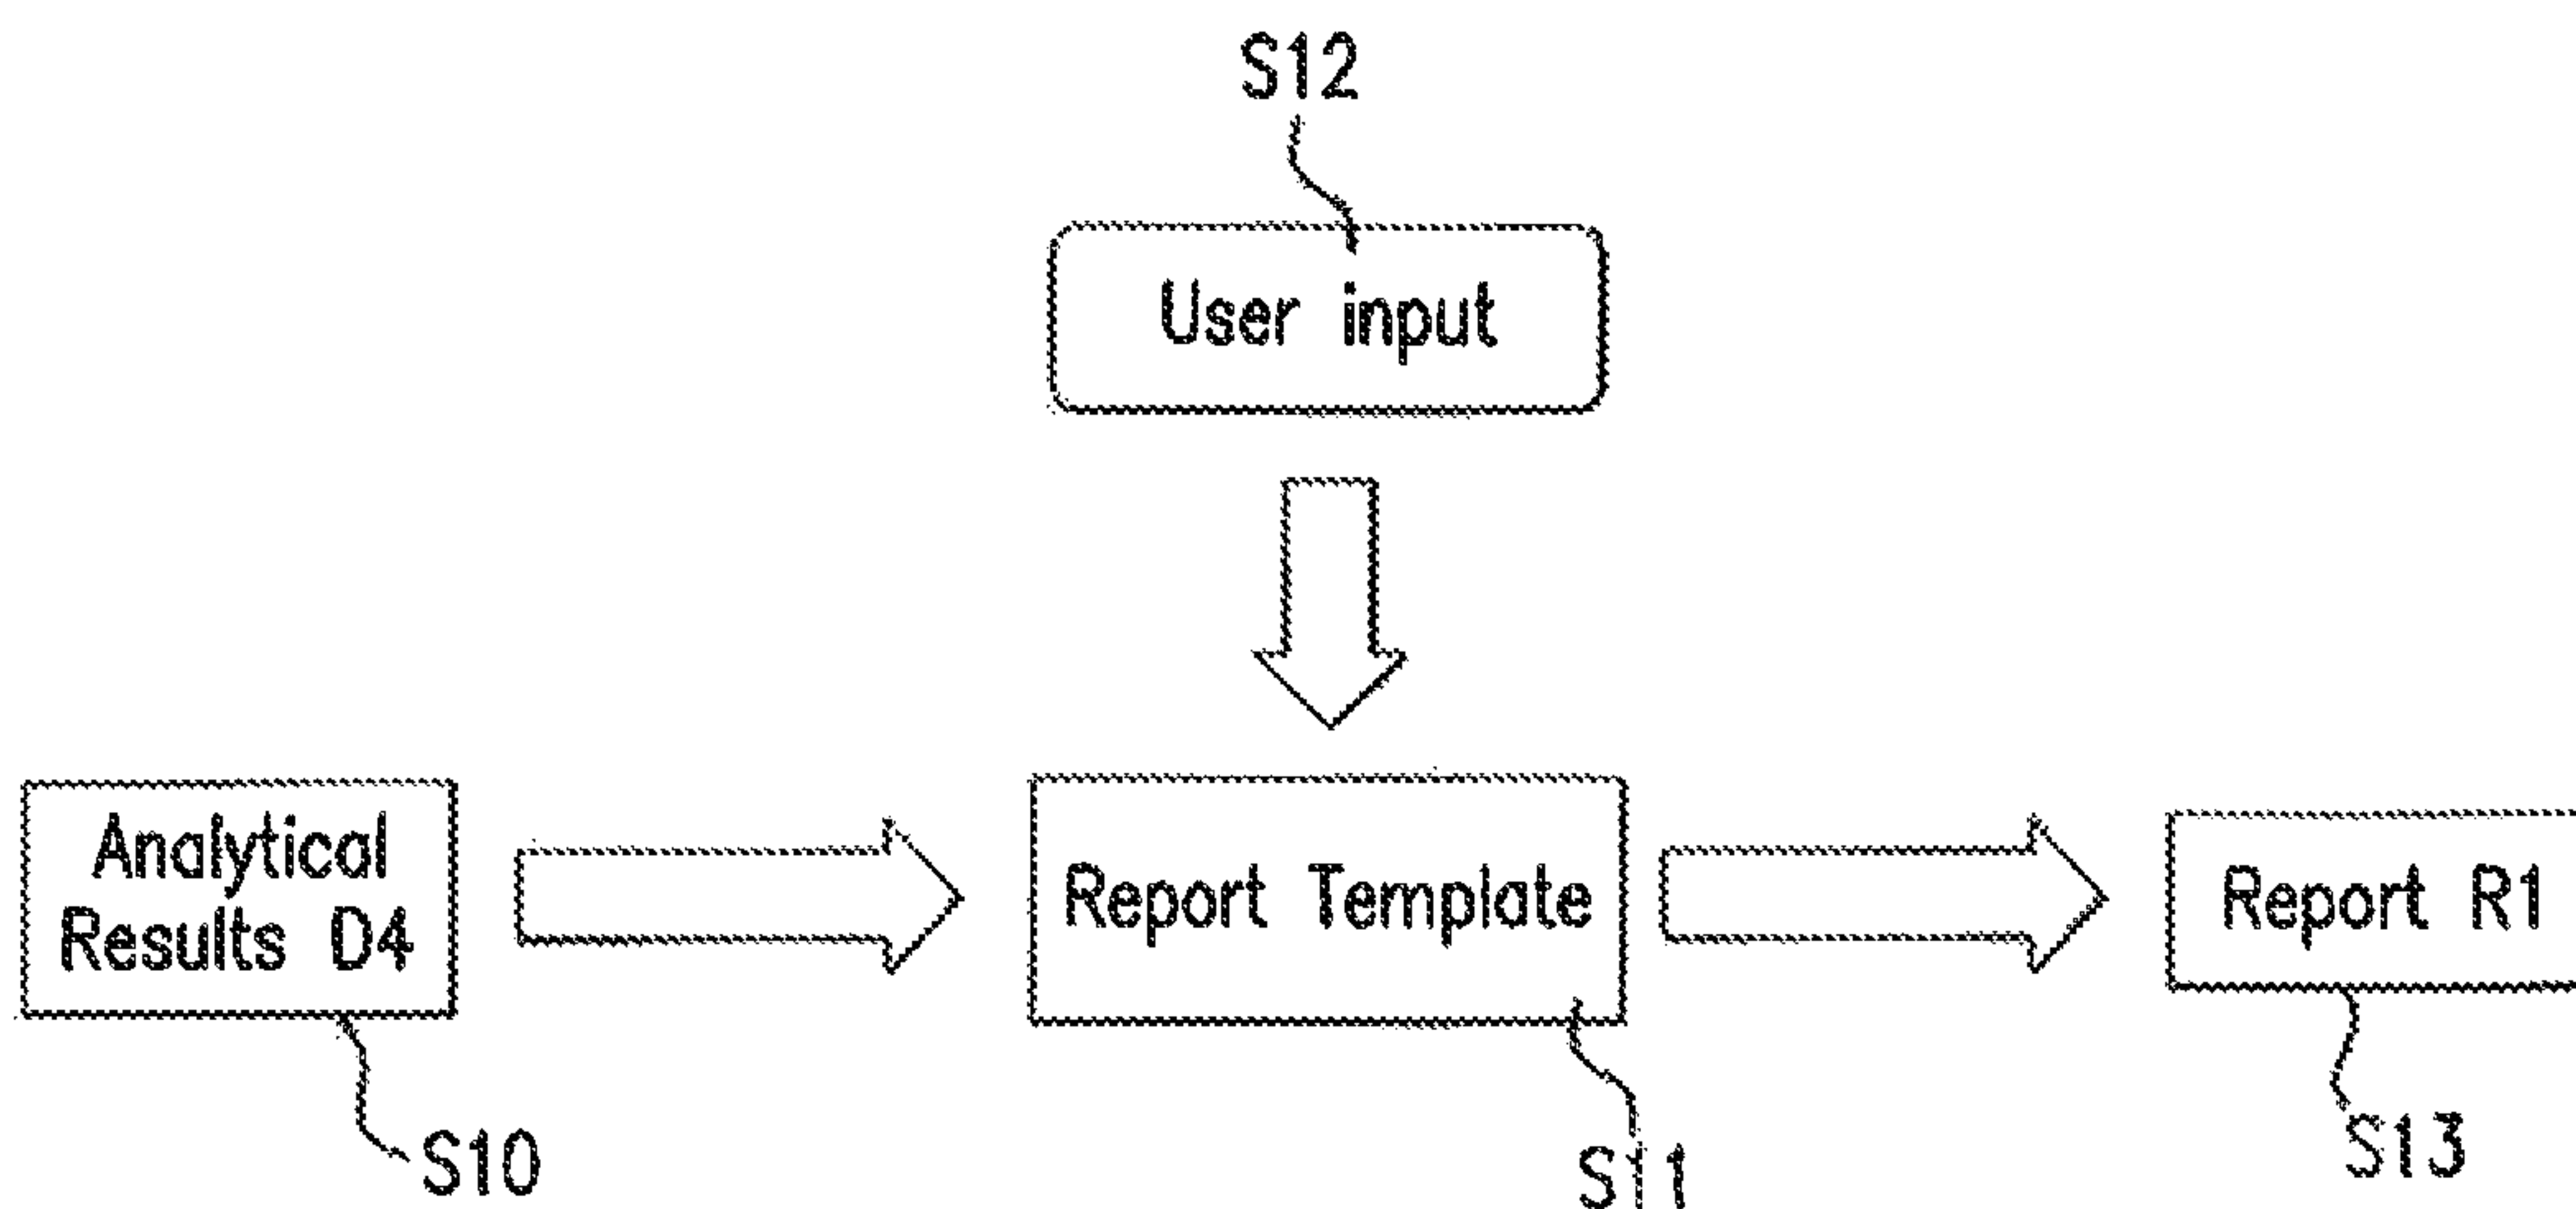 S12
User input
Analytical
Results D4
Report Template
Report R1
S10
S11
S13